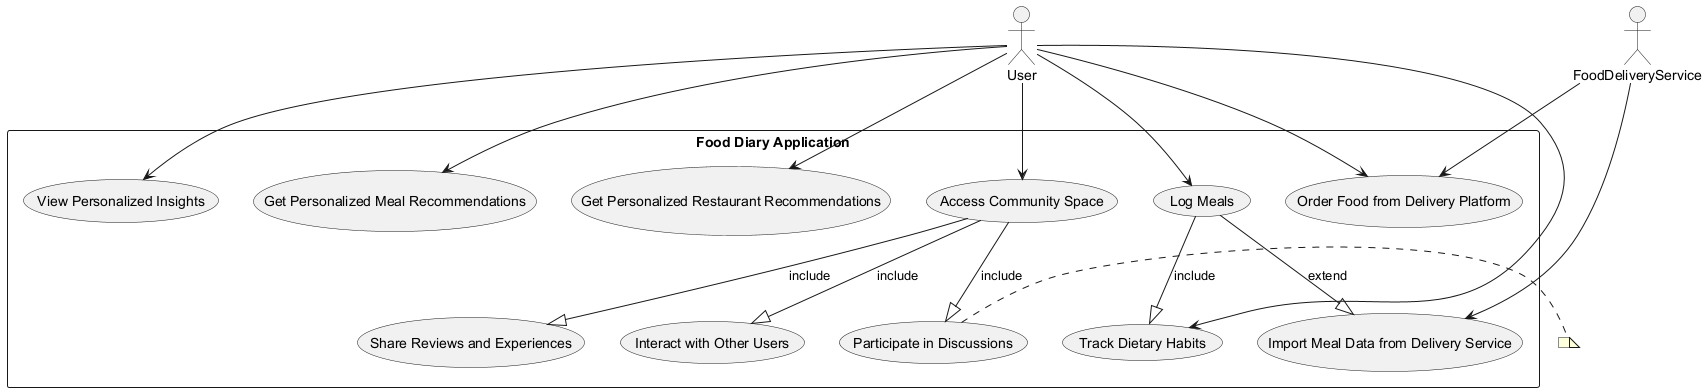 User
FoodDeliveryService
Food Diary Application
View Personalized Insights
Get Personalized Meal Recommendations
Get Personalized Restaurant Recommendations
Access Community Space
Log Meals
Order Food from Delivery Platform
include
include
include
include
extend
Share Reviews and Experiences
Interact with Other Users
Participate in Discussions
Track Dietary Habits
Import Meal Data from Delivery Service